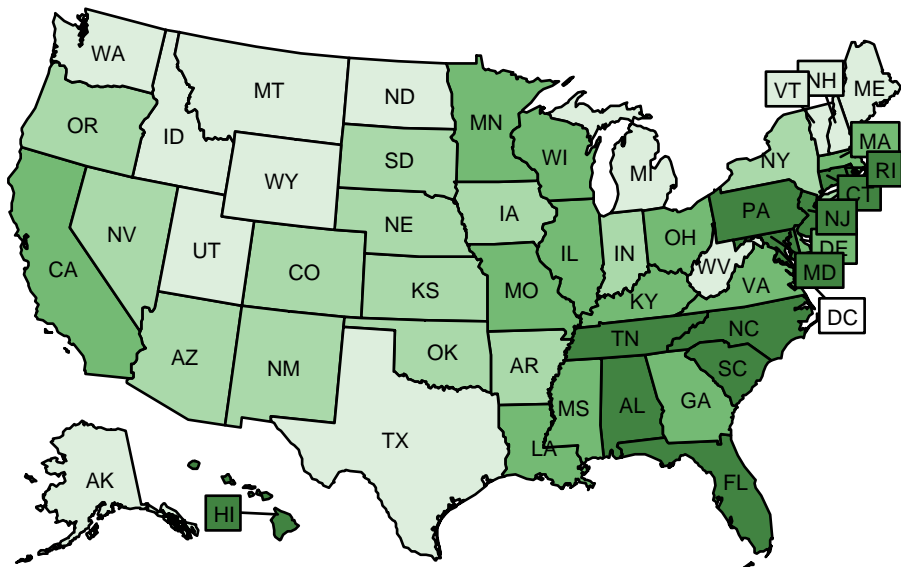 WA
MT
ND
MN
VT
NH
ME
OR
ID
SD
WI
MI
NY
MA
RI
WY
NE
IA
PA
CT
NJ
NV
UT
CO
IL
IN
OH
DE
CA
KS
MO
WV
MD
KY
VA
DC
AZ
NM
OK
AR
TN
NC
SC
TX
LA
MS
AL
GA
AK
HI
FL